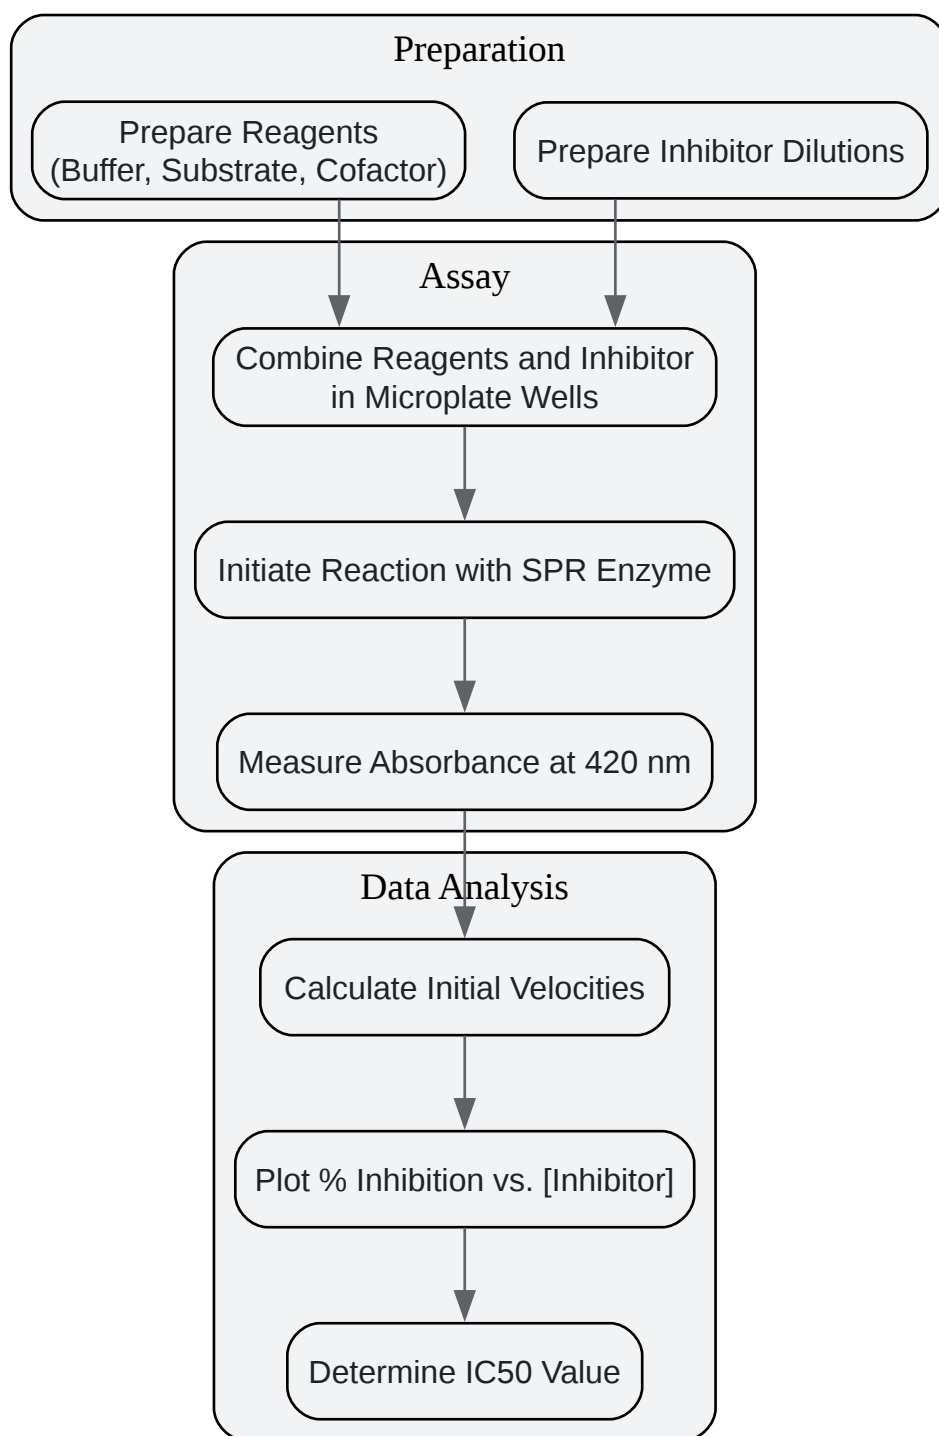 Preparation
Prepare Reagents
(Buffer, Substrate, Cofactor)
Prepare Inhibitor Dilutions
Assay
Combine Reagents and Inhibitor
in Microplate Wells
Initiate Reaction with SPR Enzyme
Measure Absorbance at 420 nm
Data Analysis
Calculate Initial Velocities
Plot % Inhibition vs. [Inhibitor]
Determine IC50 Value